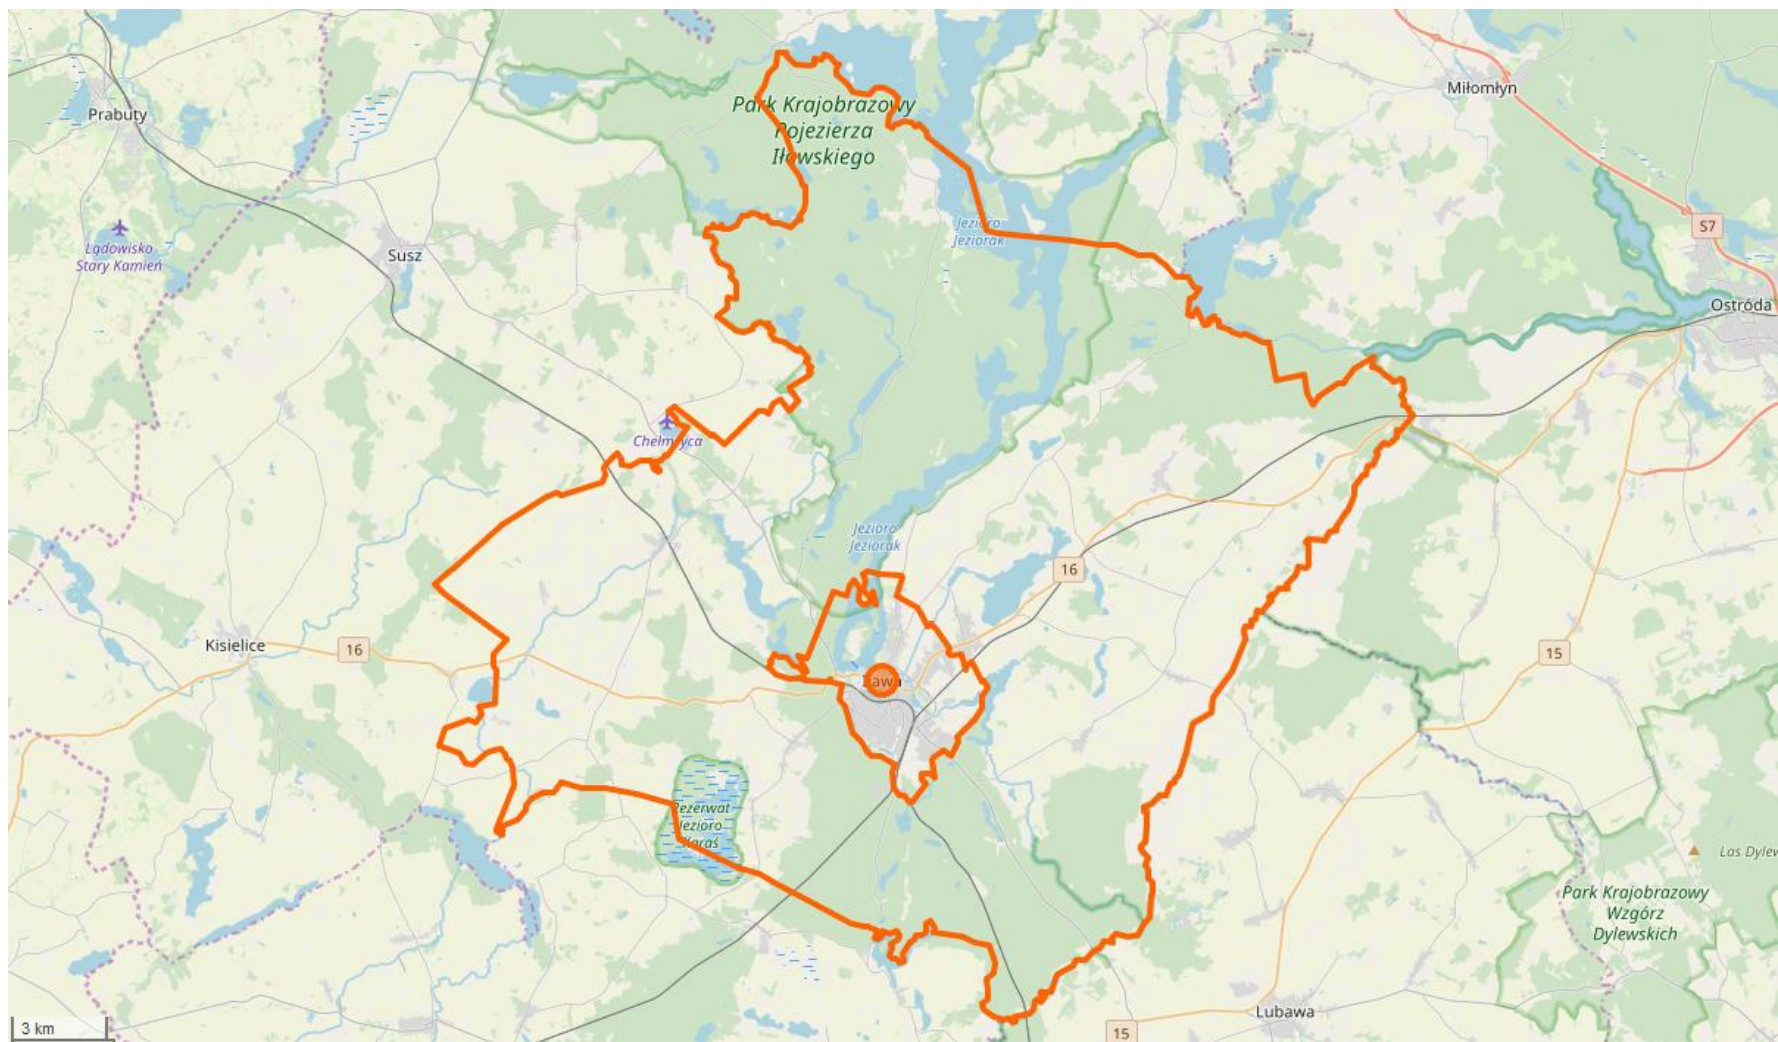 Miłomłyn
Prabuty
Park Krajobrazowy
Pojezierza
Iławskiego
Lądowisko
Stary Kamień
Susz
Jezioro
Jeziorak
S7
Ostróda
Chełmżyca
Jezioro
Jeziorak
16
Kisielice
16
15
Iława
Rezerwat
Jezioro
Karaś
Las Dylew
Park Krajobrazowy
Wzgórz
Dylewskich
Lubawa
15
3 km